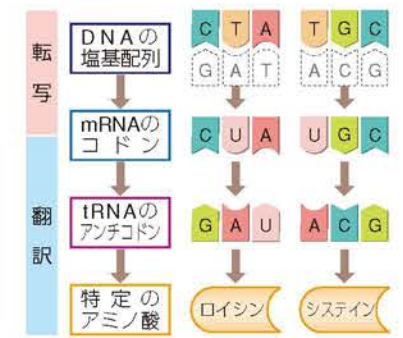 転写
DNAの
塩基配列
C T A
T G C
G A T
A C G
mRNAの
コドン
C U A
U G C
翻訳
tRNAの
アンチコドン
G A U
A C G
特定の
アミノ酸
ロイシン
システイン